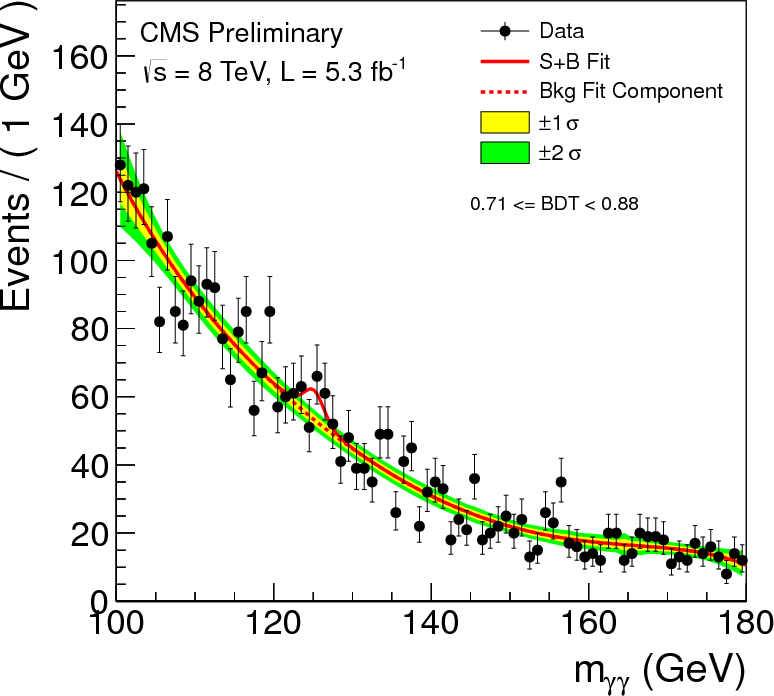 CMS Preliminary
√s = 8 TeV, L = 5.3 fb⁻¹
Data
S+B Fit
Bkg Fit Component
±1 σ
±2 σ
0.71 <= BDT < 0.88
Events / ( 1 GeV)
160
140
120
100
80
60
40
20
0
100 120 140 160 180
mγγ (GeV)